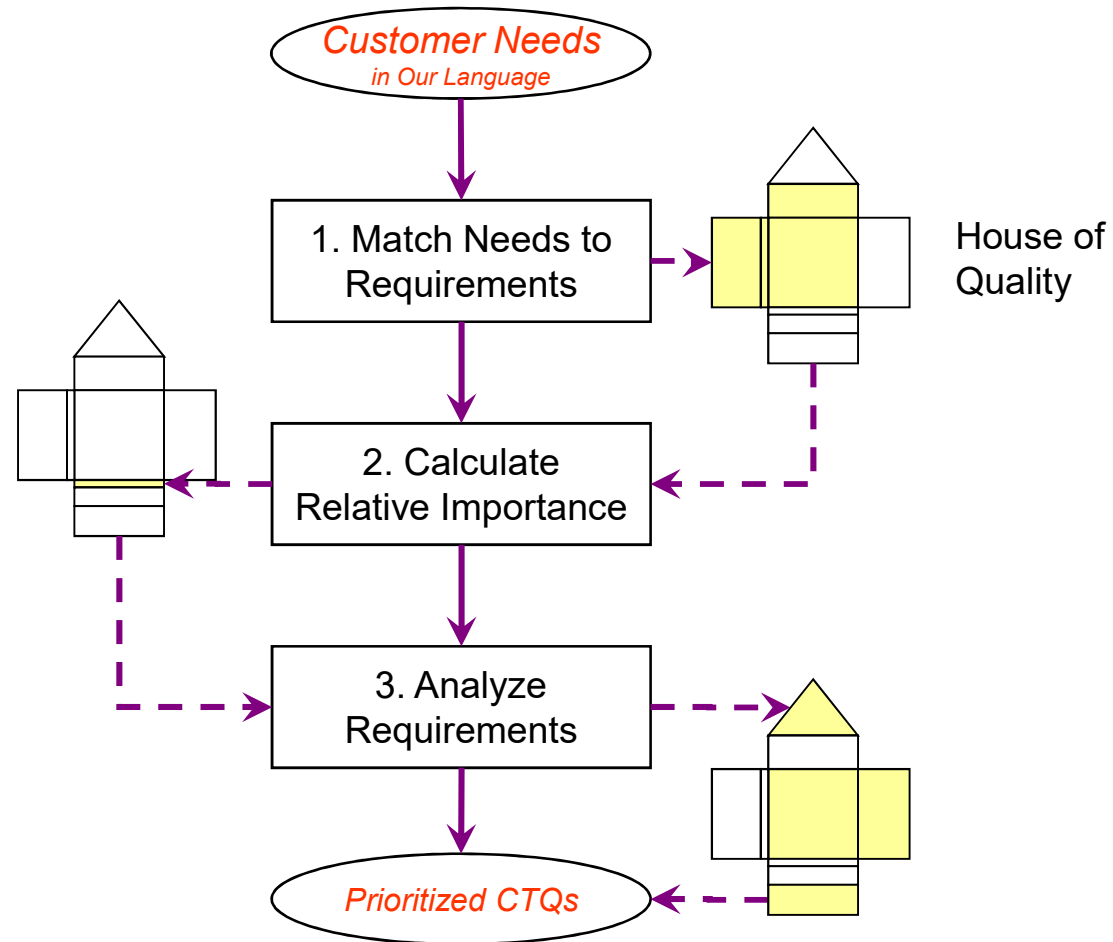 Customer Needs
in Our Language
1. Match Needs to
Requirements
House of
Quality
2. Calculate
Relative Importance
3. Analyze
Requirements
Prioritized CTQs